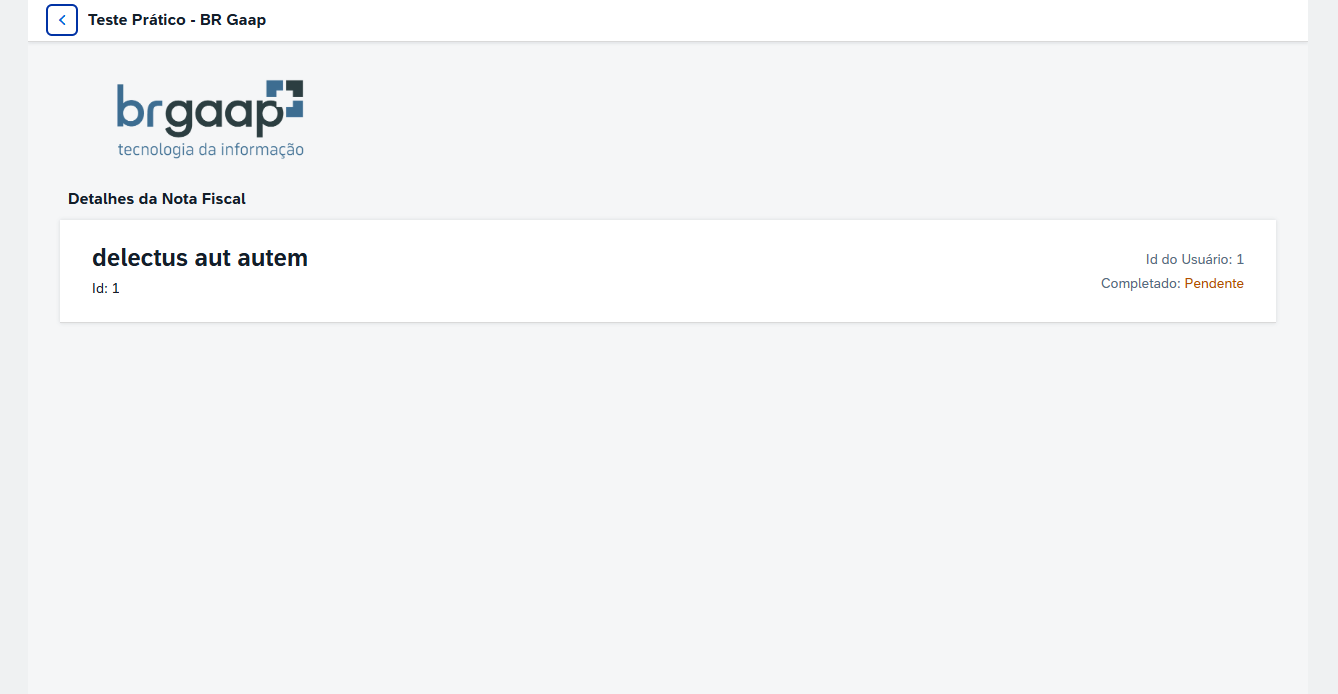 Teste Prático - BR Gaap
brgaap
tecnologia da informação
Detalhes da Nota Fiscal
delectus aut autem
Id: 1
Id do Usuário: 1
Completado: Pendente